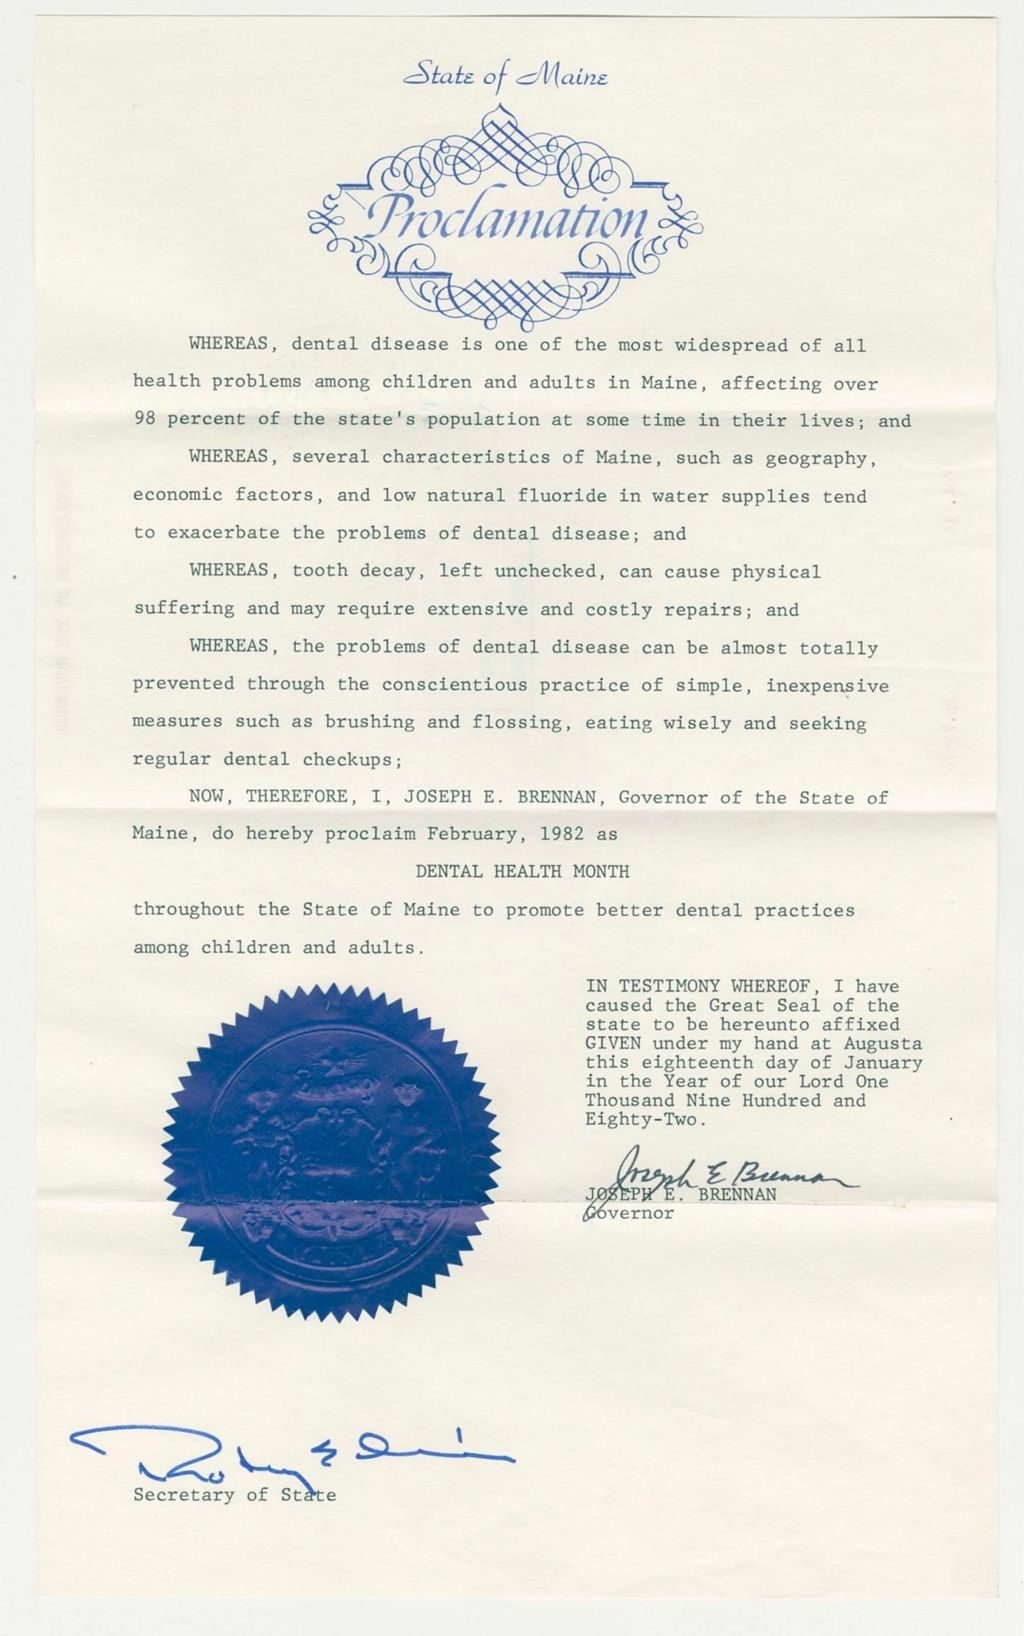 State of Maine
Proclamation
WHEREAS, dental disease is one of the most widespread of all
health problems among children and adults in Maine, affecting over
98 percent of the state's population at some time in their lives; and
WHEREAS, several characteristics of Maine, such as geography,
economic factors, and low natural fluoride in water supplies tend
to exacerbate the problems of dental disease; and
WHEREAS, tooth decay, left unchecked, can cause physical
suffering and may require extensive and costly repairs; and
WHEREAS, the problems of dental disease can be almost totally
prevented through the conscientious practice of simple, inexpensive
measures such as brushing and flossing, eating wisely and seeking
regular dental checkups;
NOW, THEREFORE, I, JOSEPH E. BRENNAN, Governor of the State of
Maine, do hereby proclaim February, 1982 as
DENTAL HEALTH MONTH
throughout the State of Maine to promote better dental practices
among children and adults.
IN TESTIMONY WHEREOF, I have
caused the Great Seal of the
state to be hereunto affixed
GIVEN under my hand at Augusta
this eighteenth day of January
in the Year of our Lord One
Thousand Nine Hundred and
Eighty-Two.
Joseph E Brennan
JOSEPH E. BRENNAN
Governor
Secretary of State